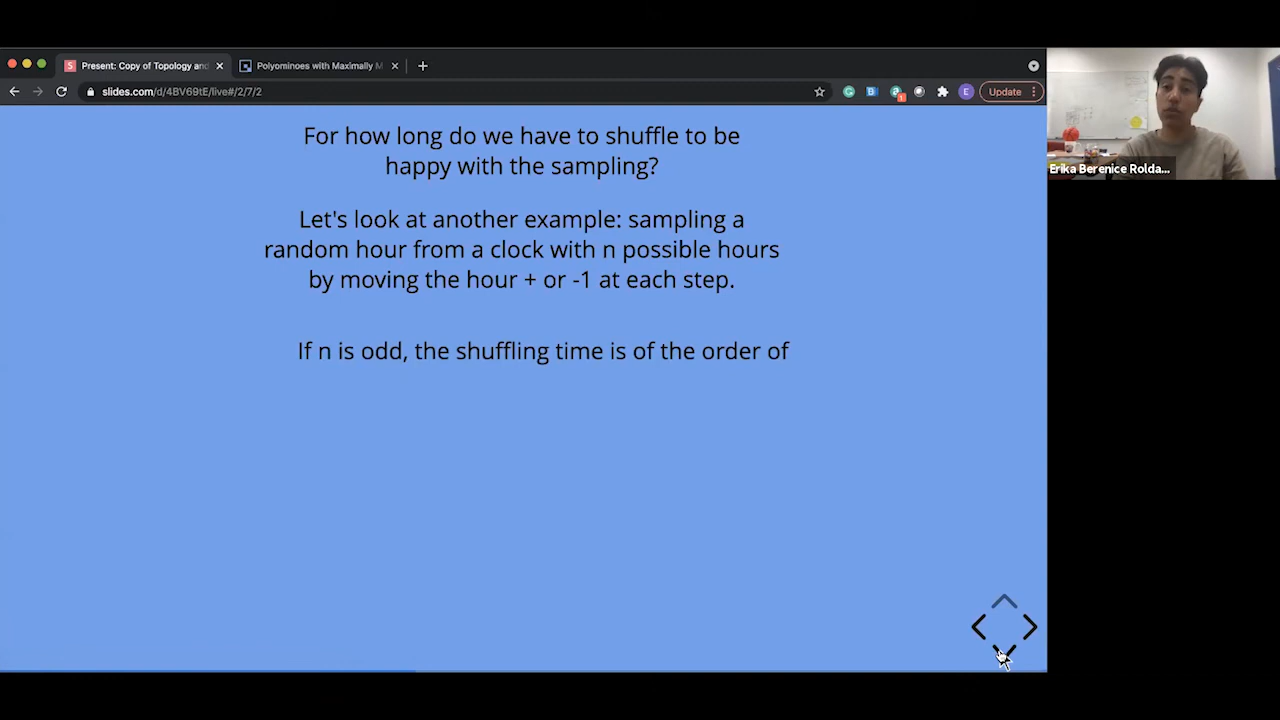 Present: Copy of Topology and
Polyominoes with Maximally M
slides.com/d/4BV69tE/live#/2/7/2
E
Update
For how long do we have to shuffle to be
happy with the sampling?
Let's look at another example: sampling a
random hour from a clock with n possible hours
by moving the hour + or -1 at each step.
If n is odd, the shuffling time is of the order of
Erika Berenice Rolda...